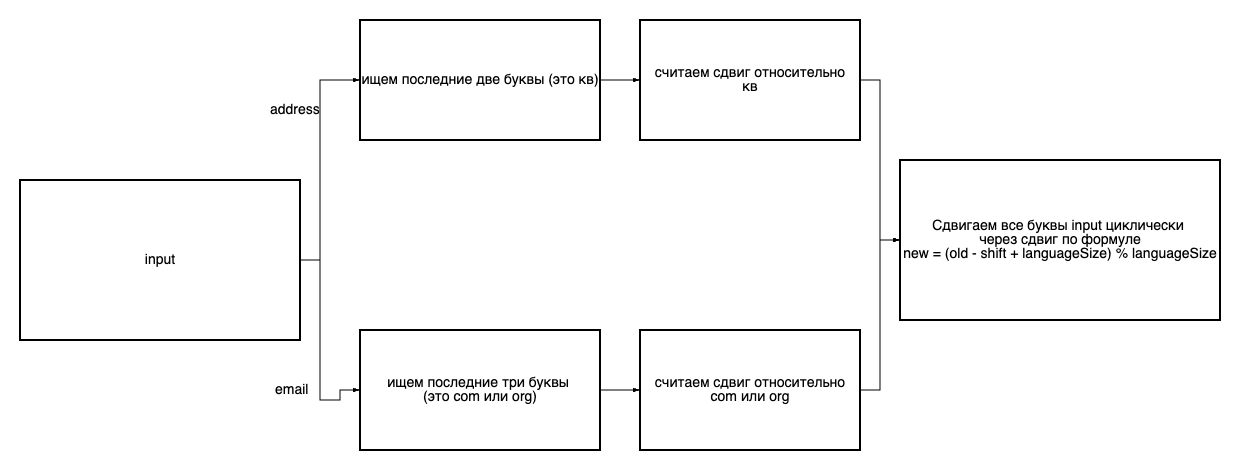 address
ищем последние две буквы (это кв)
считаем сдвиг относительно
кв
input
Сдвигаем все буквы input циклически
через сдвиг по формуле
new = (old - shift + languageSize) % languageSize
email
ищем последние три буквы
(это com или org)
считаем сдвиг относительно
com или org